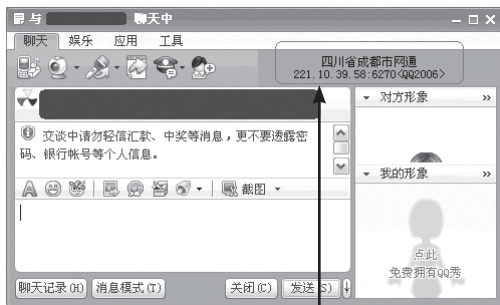 与 聊天中
聊天 娱乐 应用 工具
四川省成都市网通
221.10.39.58:6270<QQ2006>
对方形象 »
交谈中请勿轻信汇款、中奖等消息,更不要透露密
码、银行帐号等个人信息。
我的形象 »
截图
点此
免费拥有QQ秀
聊天记录(H) 消息模式(T) 关闭(C) 发送(S)